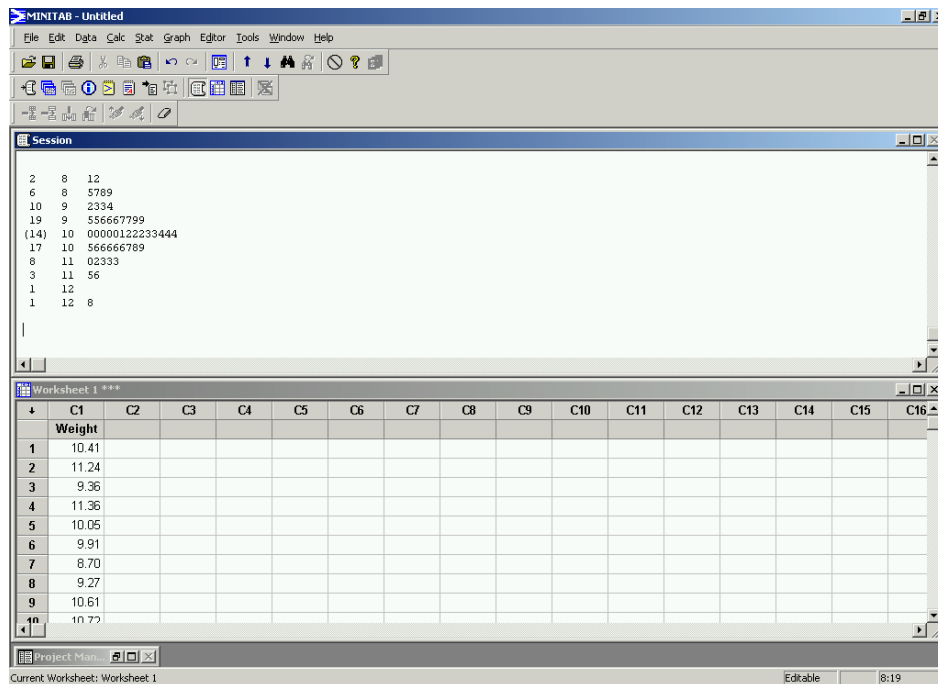 MINITAB - Untitled
File Edit Data Calc Stat Graph Editor Tools Window Help
Session
2 8 12
6 8 5789
10 9 2334
19 9 556667799
(14) 10 00000122233444
17 10 566666789
8 11 02333
3 11 56
1 12
1 12 8
Worksheet 1 ***
C1 C2 C3 C4 C5 C6 C7 C8 C9 C10 C11 C12 C13 C14 C15 C16
Weight
1 10.41
2 11.24
3 9.36
4 11.36
5 10.05
6 9.91
7 8.70
8 9.27
9 10.61
10 10.72
Project Man...
Current Worksheet: Worksheet 1 Editable 8:19